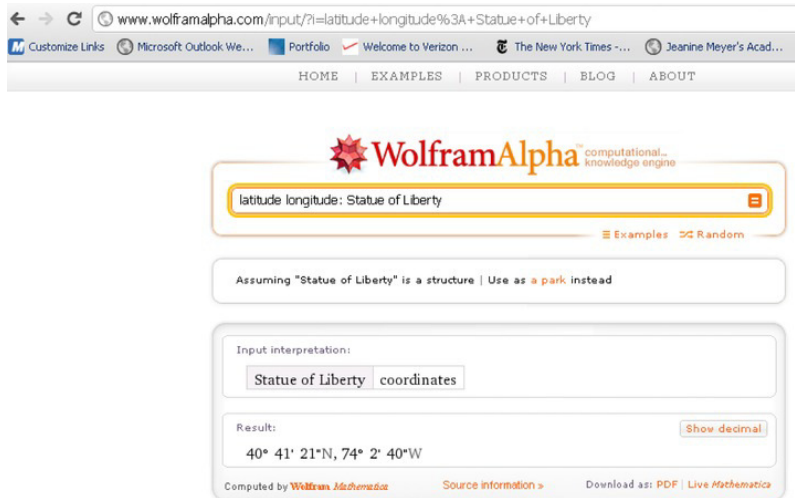 www.wolframalpha.com/input/?i=latitude+longitude%3A+Statue+of+Liberty
M Customize Links Microsoft Outlook We... Portfolio Welcome to Verizon ... The New York Times -... Jeanine Meyer's Acad...
HOME | EXAMPLES | PRODUCTS | BLOG | ABOUT
WolframAlpha™ computational... knowledge engine
latitude longitude: Statue of Liberty
Examples Random
Assuming "Statue of Liberty" is a structure | Use as a park instead
Input interpretation:
Statue of Liberty coordinates
Result: Show decimal
40° 41' 21"N, 74° 2' 40"W
Computed by Wolfram Mathematica Source information » Download as: PDF | Live Mathematica